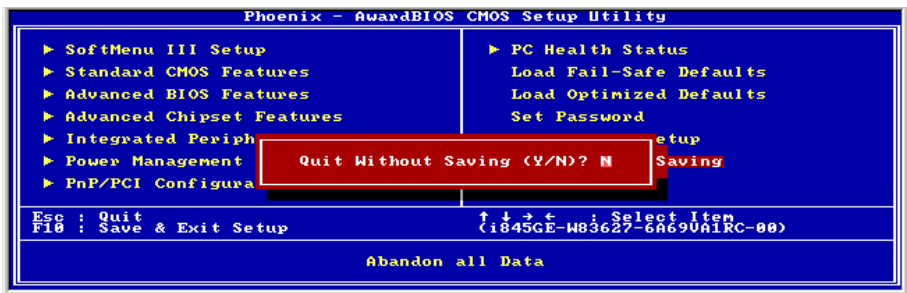 Phoenix - AwardBIOS CMOS Setup Utility
► SoftMenu III Setup
► Standard CMOS Features
► Advanced BIOS Features
► Advanced Chipset Features
► Integrated Periph
► Power Management
► PnP/PCI Configura
► PC Health Status
Load Fail-Safe Defaults
Load Optimized Defaults
Set Password
etup
Saving
Quit Without Saving (Y/N)? N
Esc : Quit
F10 : Save & Exit Setup
↑ ↓ → ← : Select Item
(i845GE-W83627-6A69VA1RC-00)
Abandon all Data